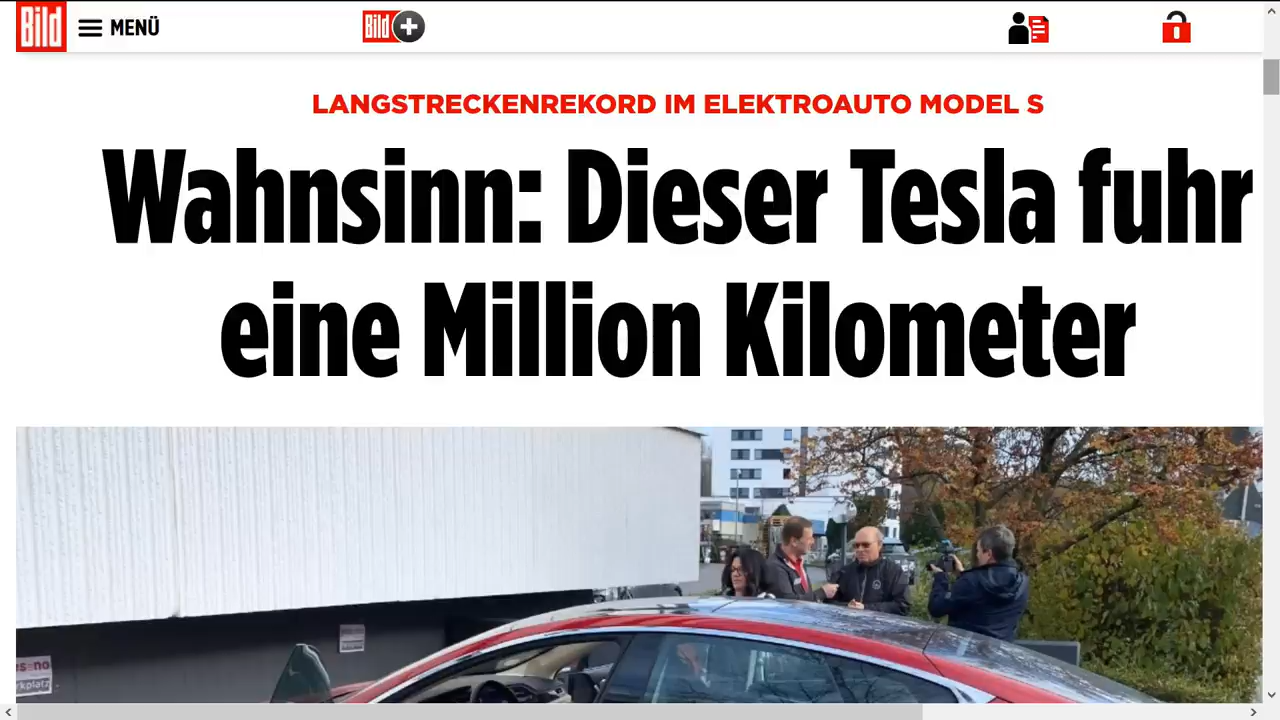 Bild
MENÜ
Bild +
LANGSTRECKENREKORD IM ELEKTROAUTO MODEL S
Wahnsinn: Dieser Tesla fuhr
eine Million Kilometer